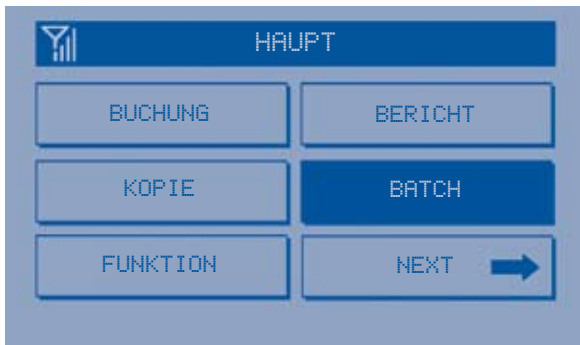 HAUPT
BUCHUNG
BERICHT
KOPIE
BATCH
FUNKTION
NEXT